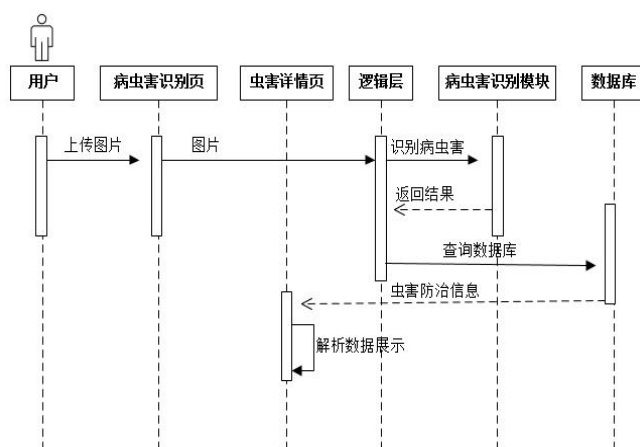 用户
病虫害识别页
虫害详情页
逻辑层
病虫害识别模块
数据库
上传图片
图片
识别病虫害
返回结果
查询数据库
虫害防治信息
解析数据展示